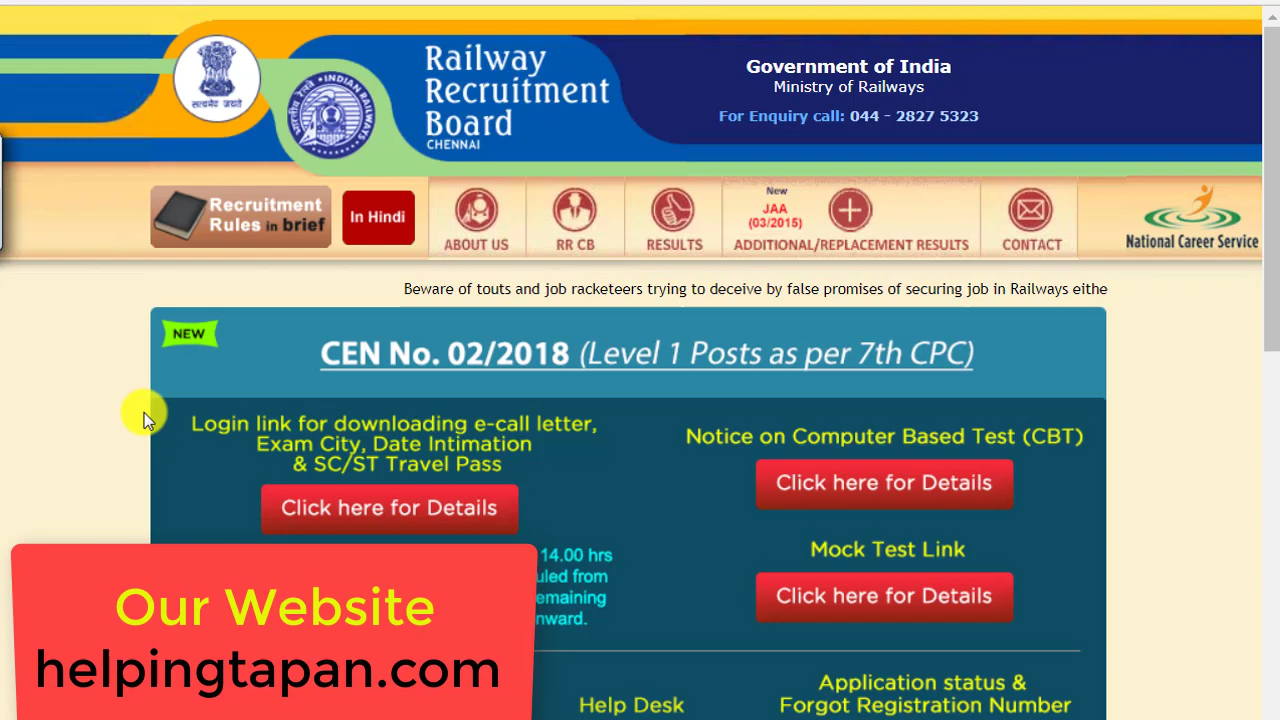 Railway
Recruitment
Board
CHENNAI
Government of India
Ministry of Railways
For Enquiry call: 044 - 2827 5323
सत्यमेव जयते
INDIAN RAILWAYS
भारतीय रेल
Recruitment
Rules in brief
In Hindi
ABOUT US
RR CB
RESULTS
New
JAA
(03/2015)
ADDITIONAL/REPLACEMENT RESULTS
CONTACT
National Career Service
Beware of touts and job racketeers trying to deceive by false promises of securing job in Railways eithe
NEW
CEN No. 02/2018 (Level 1 Posts as per 7th CPC)
Login link for downloading e-call letter,
Exam City, Date Intimation
& SC/ST Travel Pass
Click here for Details
14.00 hrs
uled from
emaining
nward.
Notice on Computer Based Test (CBT)
Click here for Details
Mock Test Link
Click here for Details
Help Desk
Application status &
Forgot Registration Number
Our Website
helpingtapan.com